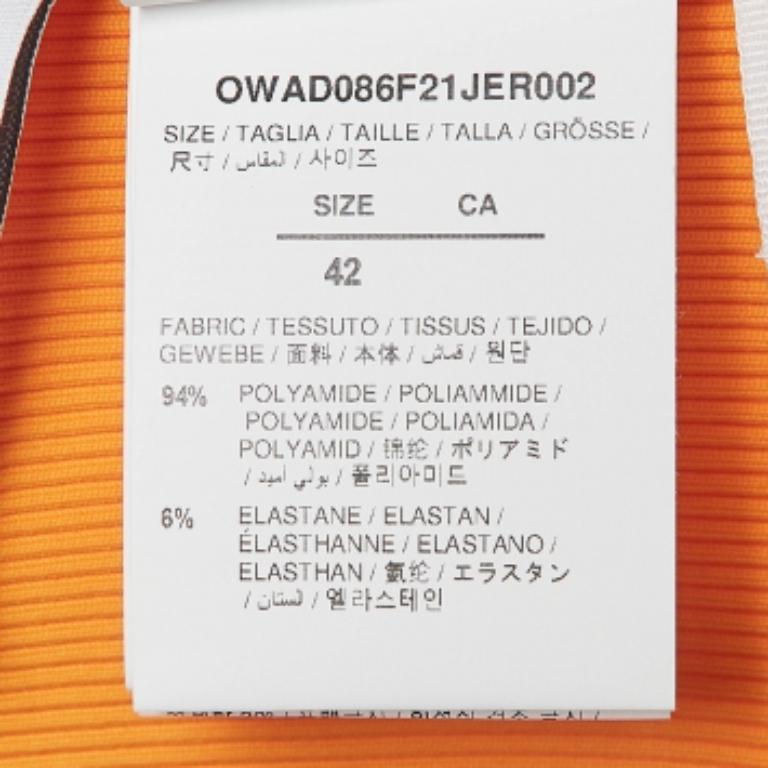 OWAD086F21JER002
SIZE / TAGLIA / TAILLE / TALLA / GRÖSSE /
尺寸 / المقاس / 사이즈
SIZE CA
42
FABRIC / TESSUTO / TISSUS / TEJIDO /
GEWEBE / 面料 / 本体 / قماش / 원단
94% POLYAMIDE / POLIAMMIDE /
POLYAMIDE / POLIAMIDA /
POLYAMID / 锦纶 / ポリアミド
/ بولي أميد / 폴리아미드
6% ELASTANE / ELASTAN /
ÉLASTHANNE / ELASTANO /
ELASTHAN / 氨纶 / エラスタン
/ لستان / 엘라스테인